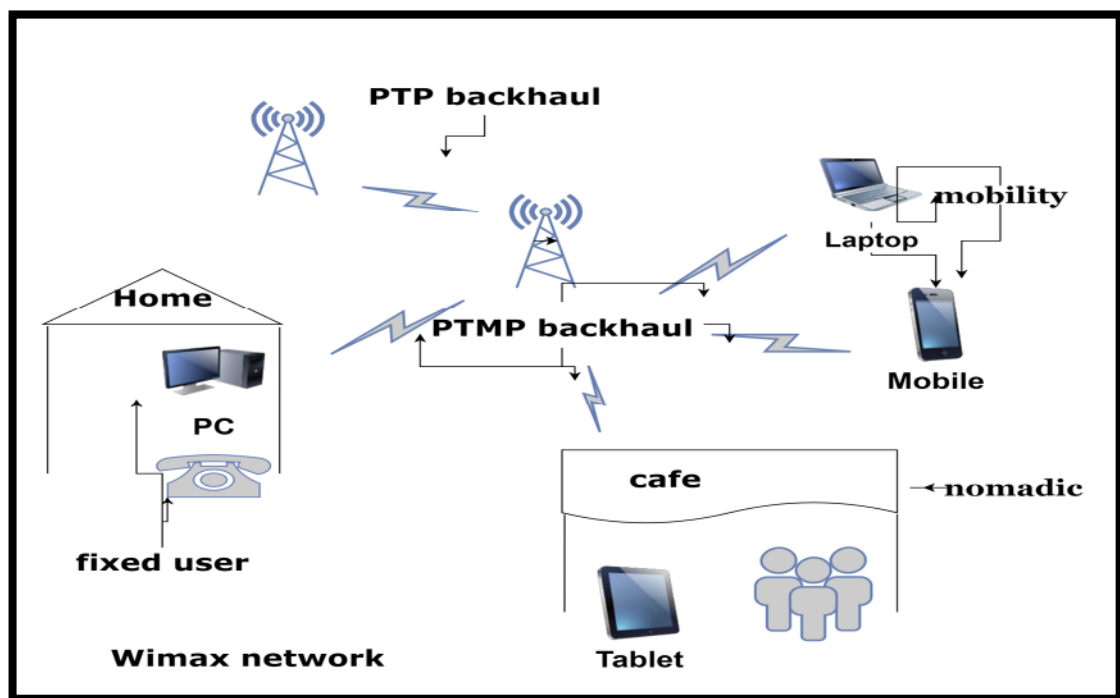 PTP backhaul
mobility
Laptop
Home
PTMP backhaul
Mobile
PC
cafe
nomadic
fixed user
Wimax network
Tablet